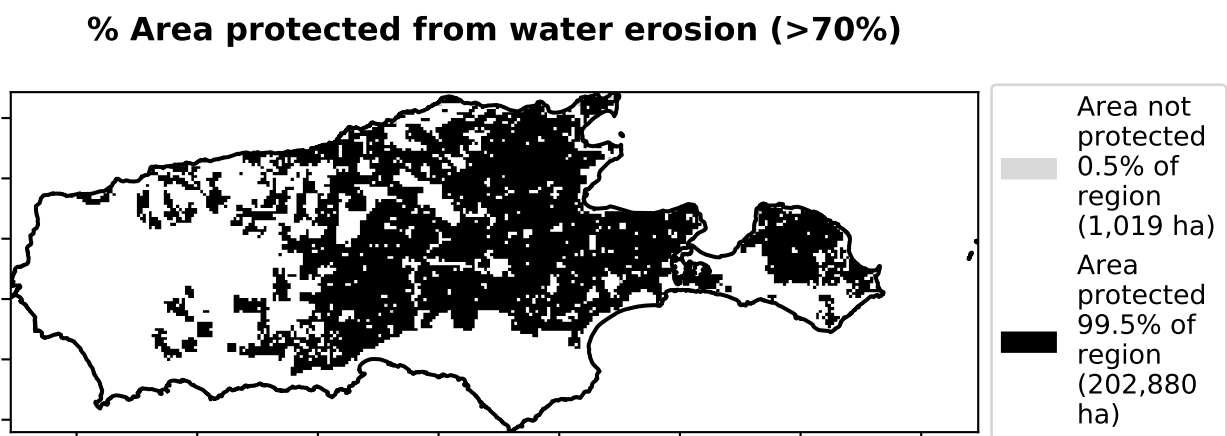 % Area protected from water erosion (>70%)
Area not
protected
0.5% of
region
(1,019 ha)
Area
protected
99.5% of
region
(202,880
ha)